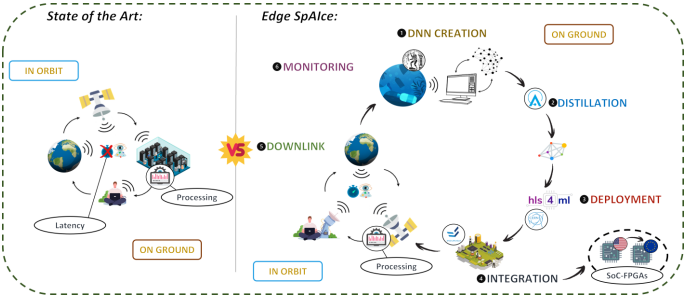 State of the Art:
Edge SpAIce:
❶ DNN CREATION
ON GROUND
❻ MONITORING
IN ORBIT
❷ DISTILLATION
VS
❺ DOWNLINK
Processing
hls 4 ml
❸ DEPLOYMENT
Latency
ON GROUND
IN ORBIT
Processing
❹ INTEGRATION
SoC-FPGAs